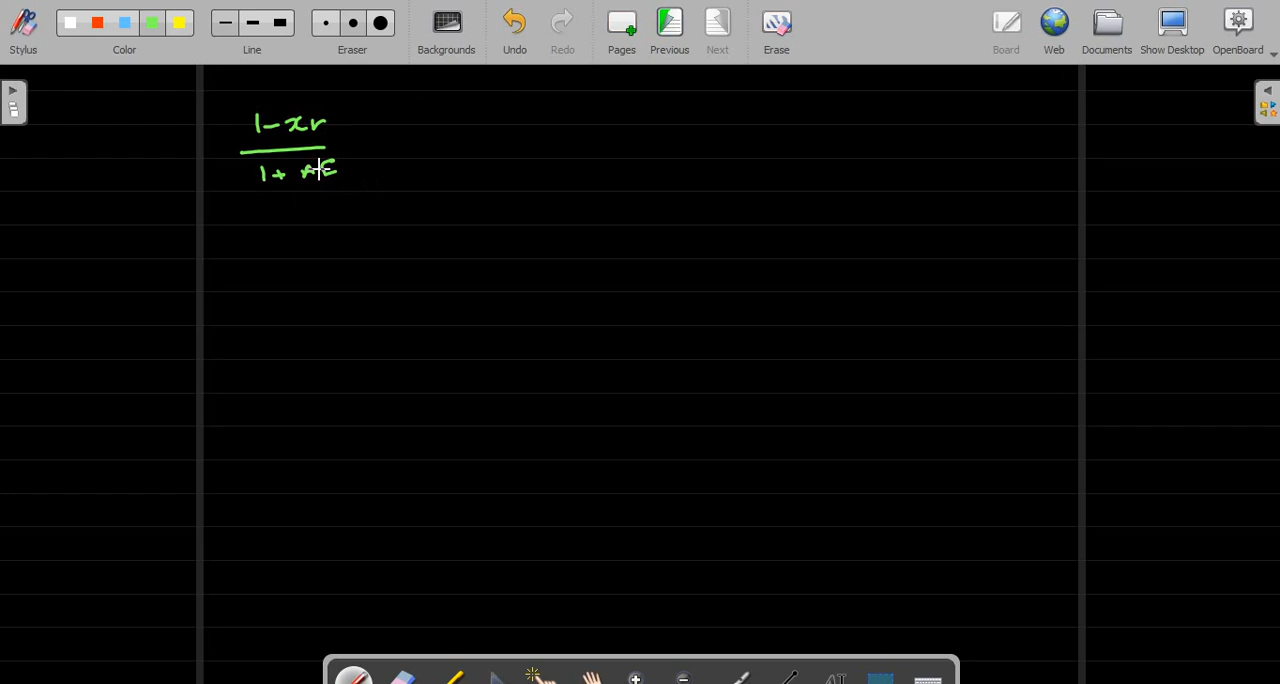 Stylus
Color
Line
Eraser
Backgrounds
Undo
Redo
Pages
Previous
Next
Erase
Board
Web
Documents
Show Desktop
OpenBoard
1 - xr
1 +